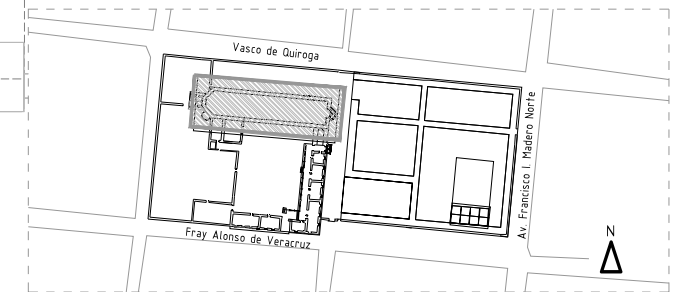 Vasco de Quiroga
Av. Francisco I. Madero Norte
Fray Alonso de Veracruz
N